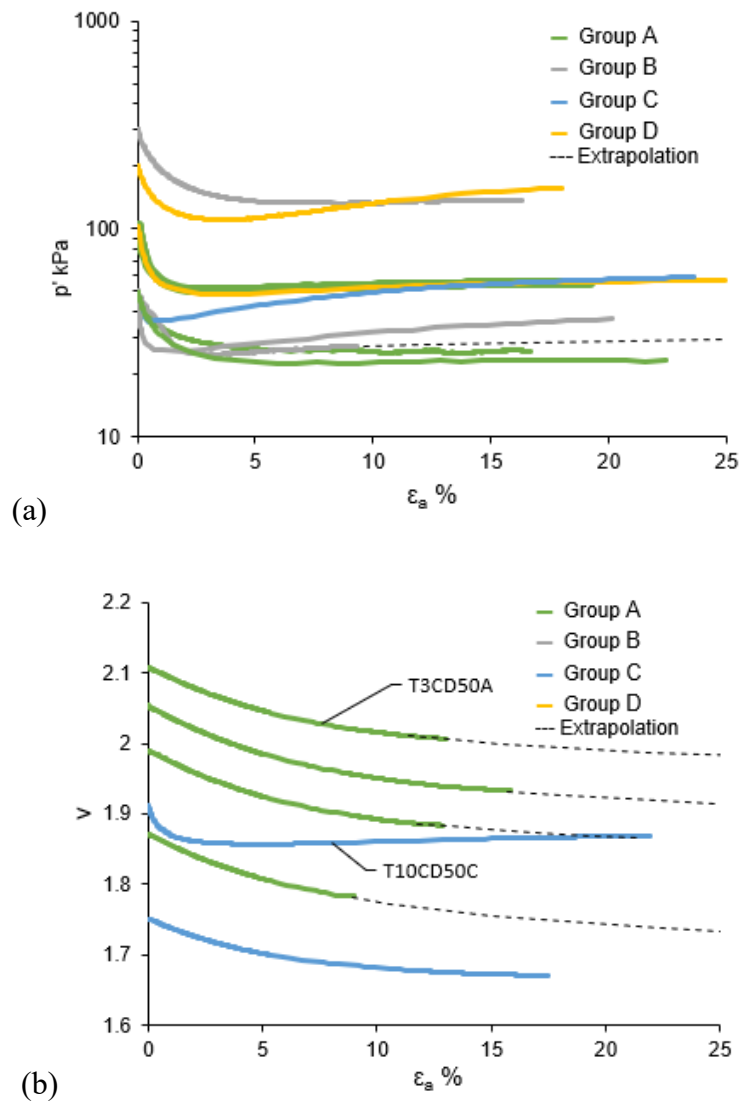 1000
100
10
p' kPa
0 5 10 15 20 25
εa %
Group A
Group B
Group C
Group D
Extrapolation
(a)
2.2
2.1
2
1.9
1.8
1.7
1.6
v
0 5 10 15 20 25
εa %
Group A
Group B
Group C
Group D
Extrapolation
T3CD50A
T10CD50C
(b)